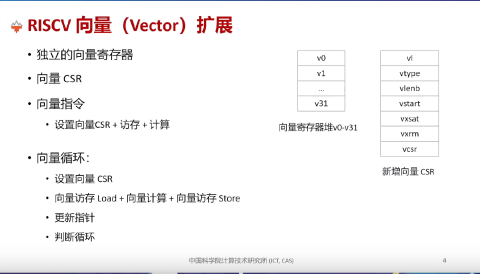 RISCV 向量（Vector）扩展
• 独立的向量寄存器
• 向量 CSR
• 向量指令
• 设置向量CSR + 访存 + 计算
• 向量循环：
• 设置向量 CSR
• 向量访存 Load + 向量计算 + 向量访存 Store
• 更新指针
• 判断循环
v0
v1
...
v31
向量寄存器堆v0-v31
vl
vtype
vlenb
vstart
vxsat
vxrm
vcsr
新增向量 CSR
中国科学院计算技术研究所 (ICT, CAS)
4